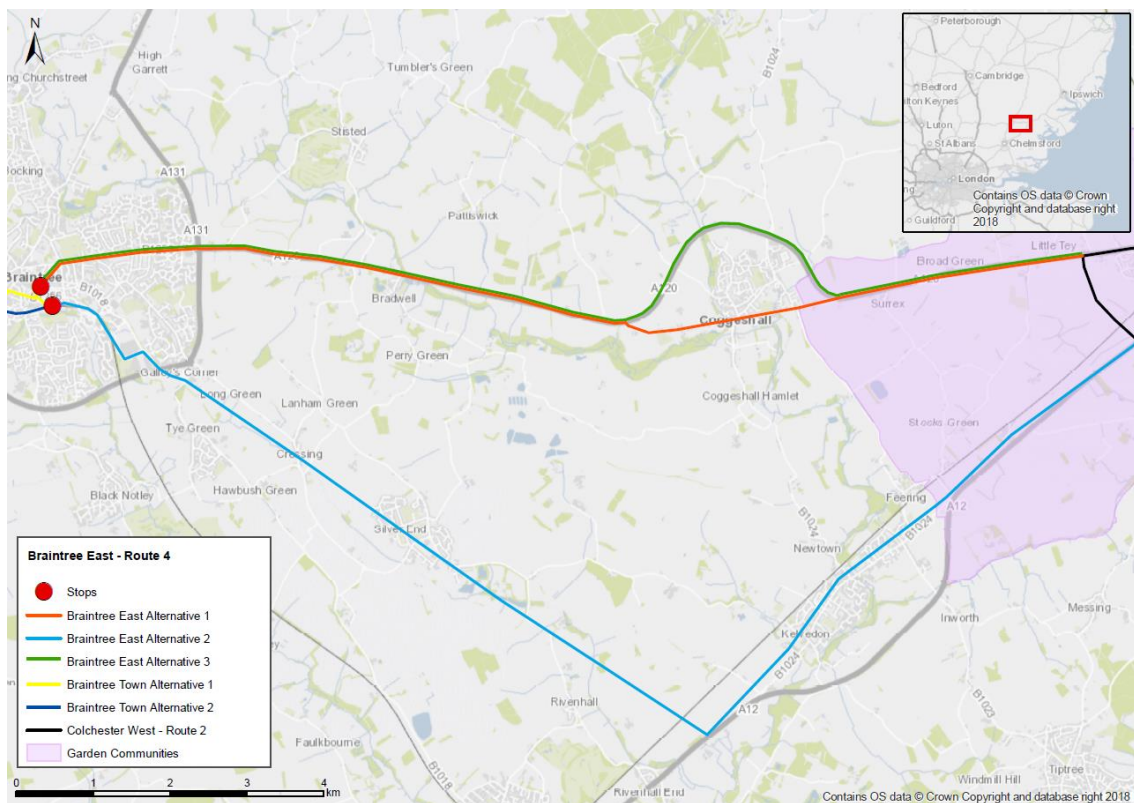 N
High
Garrett
ng Churchstreet
Tumbler's Green
B1024
Stisted
Bocking
A131
Pattiswick
A131
Braintree
B1018
A120
Bradwell
Coggeshall
Broad Green
Little Tey
Surrex
Perry Green
Galley's Corner
Long Green
Lanham Green
Coggeshall Hamlet
Stocks Green
Tye Green
Cressing
Black Notley
Hawbush Green
Feering
A12
Silver End
B1024
Newtown
B1024
Messing
Inworth
Kelvedon
B1024
Rivenhall
A12
B1023
Faulkbourne
B1018
Windmill Hill
Tiptree
Rivenhall End
Peterborough
Cambridge
Bedford
ilton Keynes
Ipswich
Luton
St Albans
Chelmsford
London
Guildford
Contains OS data © Crown
Copyright and database right
2018
Braintree East - Route 4
Stops
Braintree East Alternative 1
Braintree East Alternative 2
Braintree East Alternative 3
Braintree Town Alternative 1
Braintree Town Alternative 2
Colchester West - Route 2
Garden Communities
0 1 2 3 4
km
Contains OS data © Crown Copyright and database right 2018